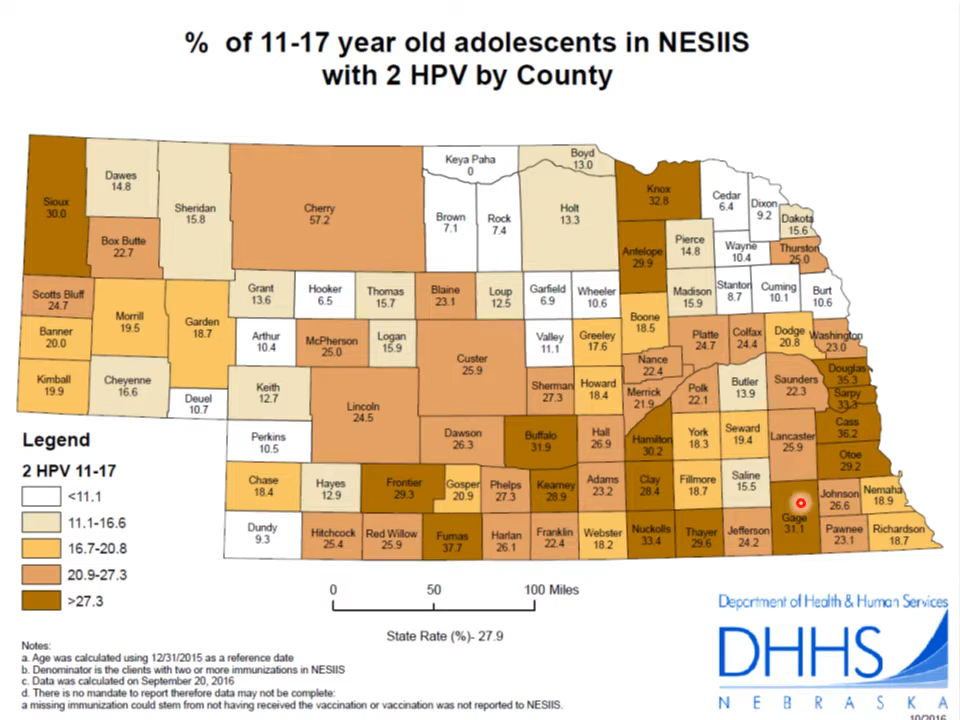 % of 11-17 year old adolescents in NESIIS
with 2 HPV by County
Keya Paha
0
Boyd
13.0
Dawes
14.8
Sioux
30.0
Sheridan
15.8
Cherry
57.2
Brown
7.1
Rock
7.4
Holt
13.3
Knox
32.8
Cedar
6.4
Dixon
9.2
Dakota
15.6
Box Butte
22.7
Antelope
29.9
Pierce
14.8
Wayne
10.4
Thurston
25.0
Scotts Bluff
24.7
Grant
13.6
Hooker
6.5
Thomas
15.7
Blaine
23.1
Loup
12.5
Garfield
6.9
Wheeler
10.6
Madison
15.9
Stanton
8.7
Cuming
10.1
Burt
10.6
Banner
20.0
Morrill
19.5
Garden
18.7
Arthur
10.4
McPherson
25.0
Logan
15.9
Custer
25.9
Valley
11.1
Greeley
17.6
Boone
18.5
Platte
24.7
Colfax
24.4
Dodge
20.8
Washington
23.0
Kimball
19.9
Cheyenne
16.6
Deuel
10.7
Keith
12.7
Lincoln
24.5
Sherman
27.3
Howard
18.4
Nance
22.4
Merrick
21.9
Polk
22.1
Butler
13.9
Saunders
22.3
Douglas
35.3
Sarpy
33.3
Perkins
10.5
Dawson
26.3
Buffalo
31.9
Hall
26.9
Hamilton
30.2
York
18.3
Seward
19.4
Lancaster
25.9
Cass
36.2
Otoe
29.2
Chase
18.4
Hayes
12.9
Frontier
29.3
Gosper
20.9
Phelps
27.3
Kearney
28.9
Adams
23.2
Clay
28.4
Fillmore
18.7
Saline
15.5
Gage
31.1
Johnson
26.6
Nemaha
18.9
Dundy
9.3
Hitchcock
25.4
Red Willow
25.9
Furnas
37.7
Harlan
26.1
Franklin
22.4
Webster
18.2
Nuckolls
33.4
Thayer
29.6
Jefferson
24.2
Pawnee
23.1
Richardson
18.7
Legend
2 HPV 11-17
<11.1
11.1-16.6
16.7-20.8
20.9-27.3
>27.3
0 50 100 Miles
State Rate (%)- 27.9
Notes:
a. Age was calculated using 12/31/2015 as a reference date
b. Denominator is the clients with two or more immunizations in NESIIS
c. Data was calculated on September 20, 2016
d. There is no mandate to report therefore data may not be complete:
a missing immunization could stem from not having received the vaccination or vaccination was not reported to NESIIS.
Department of Health & Human Services
DHHS
NEBRASKA
10/2016